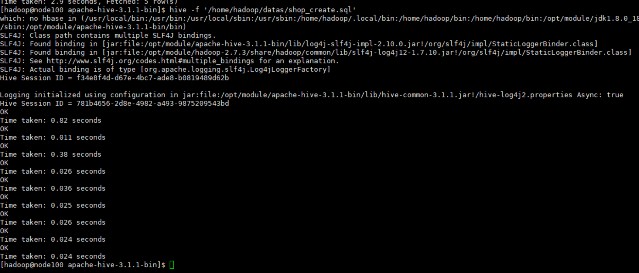 Time taken: 2.9 seconds, Fetched: 5 row(s)
[hadoop@node100 apache-hive-3.1.1-bin]$ hive -f '/home/hadoop/datas/shop_create.sql'
which: no hbase in (/usr/local/bin:/usr/bin:/usr/local/sbin:/usr/sbin:/home/hadoop/.local/bin:/home/hadoop/bin:/home/hadoop/bin:/opt/module/jdk1.8.0_18
/sbin:/opt/module/apache-hive-3.1.1-bin/bin)
SLF4J: Class path contains multiple SLF4J bindings.
SLF4J: Found binding in [jar:file:/opt/module/apache-hive-3.1.1-bin/lib/log4j-slf4j-impl-2.10.0.jar!/org/slf4j/impl/StaticLoggerBinder.class]
SLF4J: Found binding in [jar:file:/opt/module/hadoop-2.7.3/share/hadoop/common/lib/slf4j-log4j12-1.7.10.jar!/org/slf4j/impl/StaticLoggerBinder.class]
SLF4J: See http://www.slf4j.org/codes.html#multiple_bindings for an explanation.
SLF4J: Actual binding is of type [org.apache.logging.slf4j.Log4jLoggerFactory]
Hive Session ID = f34e8f4d-d67e-4bc7-ade8-b0819409d62b
Logging initialized using configuration in jar:file:/opt/module/apache-hive-3.1.1-bin/lib/hive-common-3.1.1.jar!/hive-log4j2.properties Async: true
Hive Session ID = 781b4656-2d8e-4982-a493-9875209543bd
OK
Time taken: 0.82 seconds
OK
Time taken: 0.011 seconds
OK
Time taken: 0.38 seconds
OK
Time taken: 0.026 seconds
OK
Time taken: 0.036 seconds
OK
Time taken: 0.025 seconds
OK
Time taken: 0.026 seconds
OK
Time taken: 0.024 seconds
OK
Time taken: 0.024 seconds
[hadoop@node100 apache-hive-3.1.1-bin]$